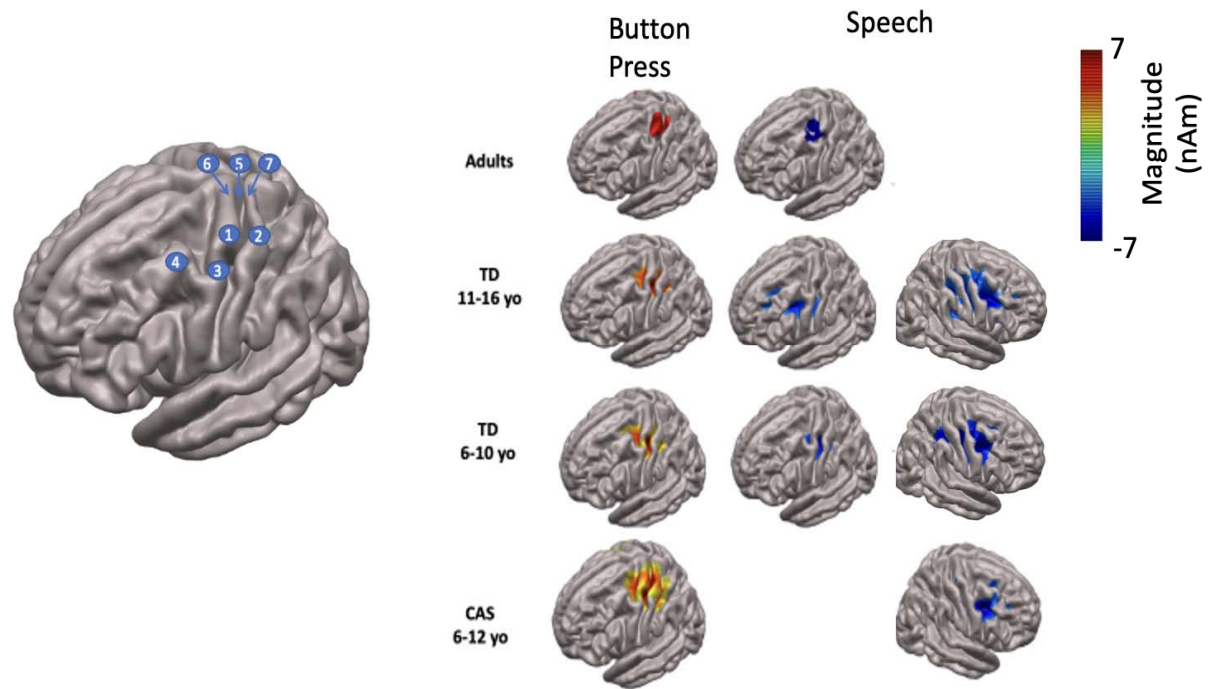 Button
Press
Speech
7
Magnitude
(nAm)
-7
6 5 7
1 2
4 3
Adults
TD
11-16 yo
TD
6-10 yo
CAS
6-12 yo